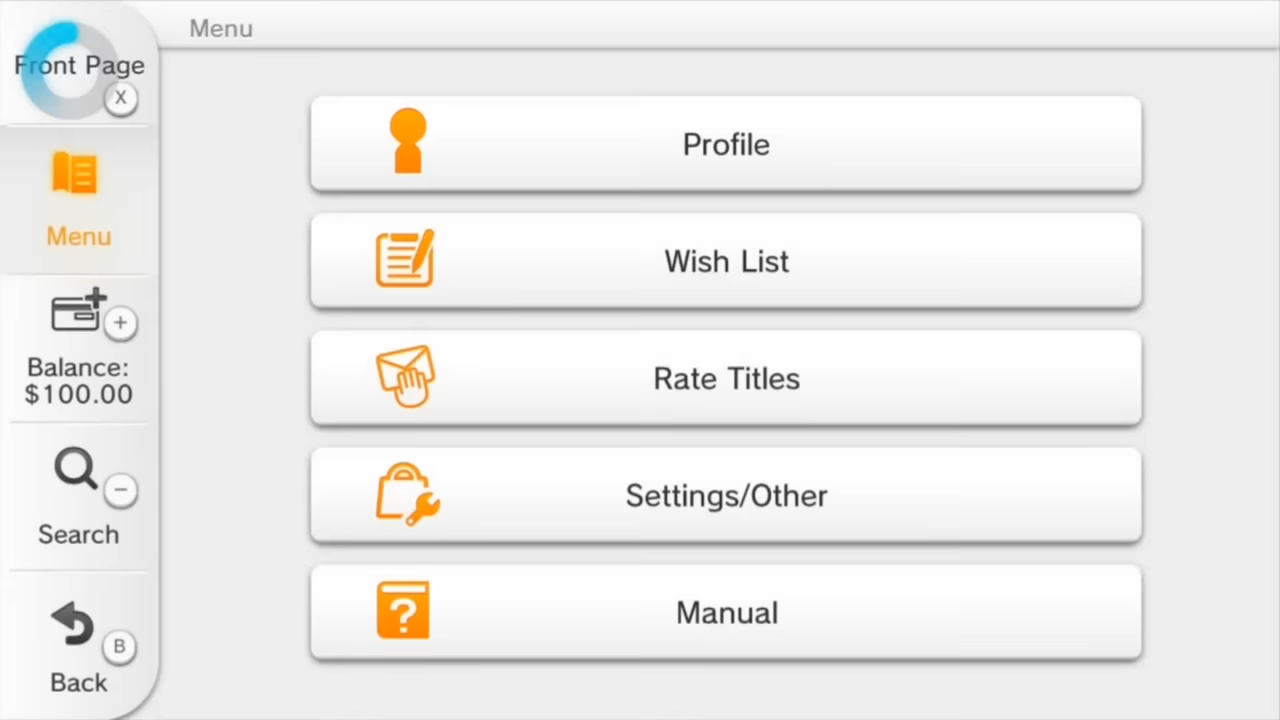 Menu
Front Page
X
Menu
+
Balance:
$100.00
−
Search
B
Back
Profile
Wish List
Rate Titles
Settings/Other
?
Manual